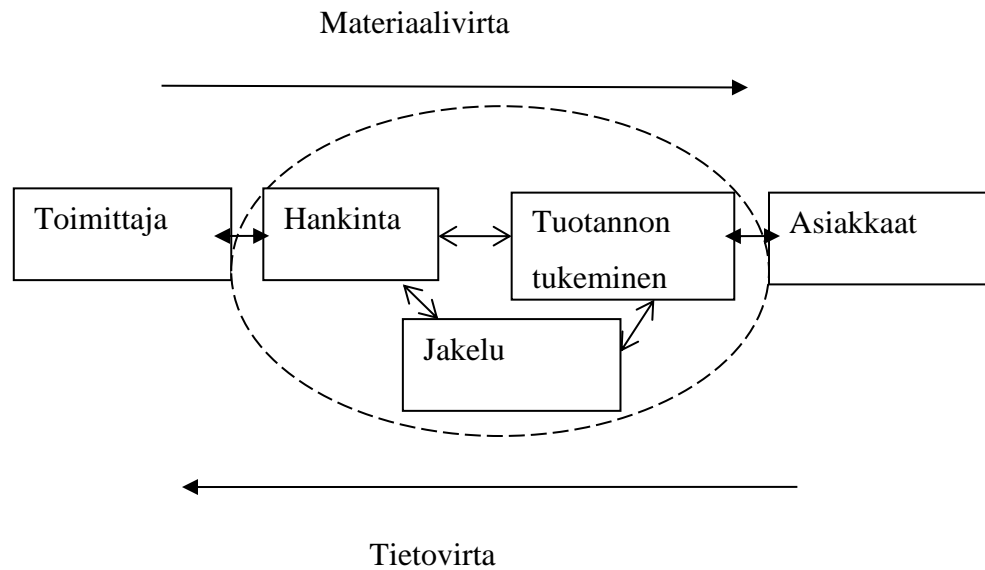 Materiaalivirta
Toimittaja
Hankinta
Tuotannon
tukeminen
Asiakkaat
Jakelu
Tietovirta